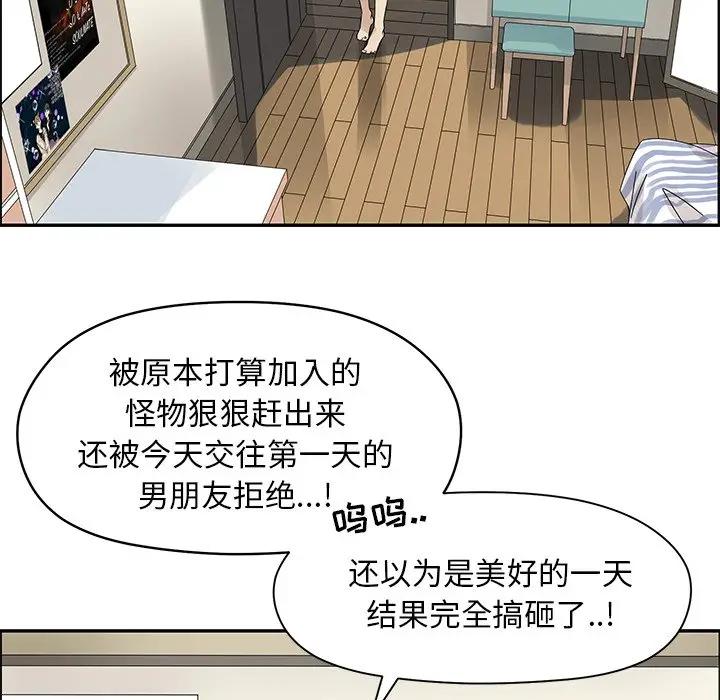 SOULMATE
被原本打算加入的
怪物狠狠赶出来
还被今天交往第一天的
男朋友拒绝...!
呜呜..
还以为是美好的一天
结果完全搞砸了..!